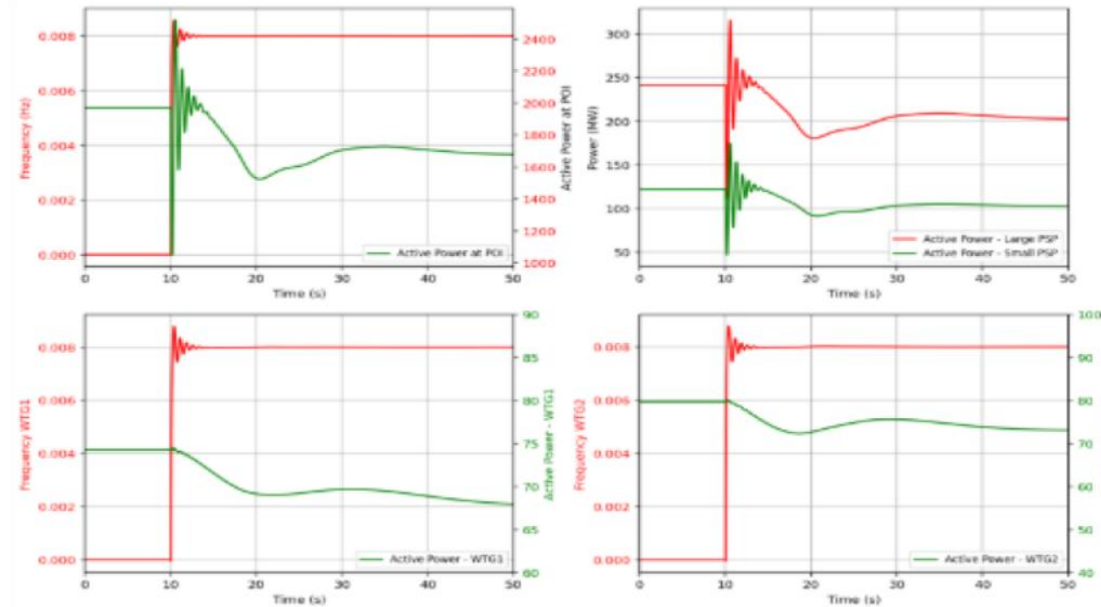 0.008
0.006
0.004
0.002
0.000
Frequency (Hz)
2400
2200
2000
1800
1600
1400
1200
1000
Active Power at POI
Active Power at POI
0 10 20 30 40 50
Time (s)
300
250
200
150
100
50
Power (MW)
Active Power - Large PSP
Active Power - Small PSP
0 10 20 30 40 50
Time (s)
0.008
0.006
0.004
0.002
0.000
Frequency WTG1
90
85
80
75
70
65
60
Active Power - WTG1
Active Power - WTG1
0 10 20 30 40 50
Time (s)
0.008
0.006
0.004
0.002
0.000
Frequency WTG2
100
90
80
70
60
50
40
Active Power - WTG2
0 10 20 30 40 50
Time (s)